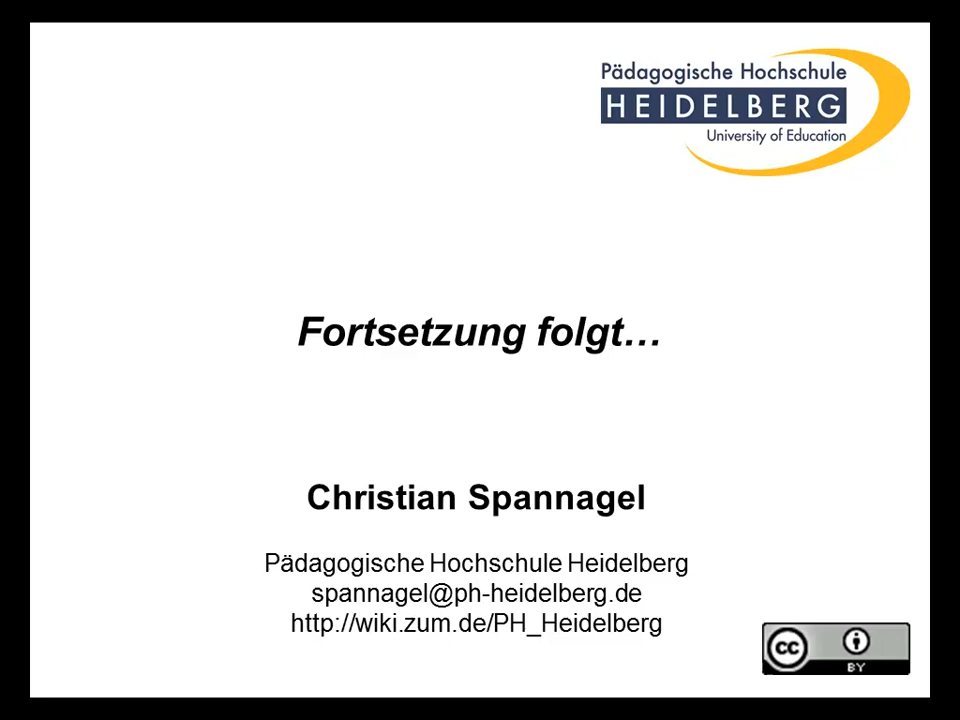 Pädagogische Hochschule
HEIDELBERG
University of Education
Fortsetzung folgt…
Christian Spannagel
Pädagogische Hochschule Heidelberg
spannagel@ph-heidelberg.de
http://wiki.zum.de/PH_Heidelberg
cc
BY